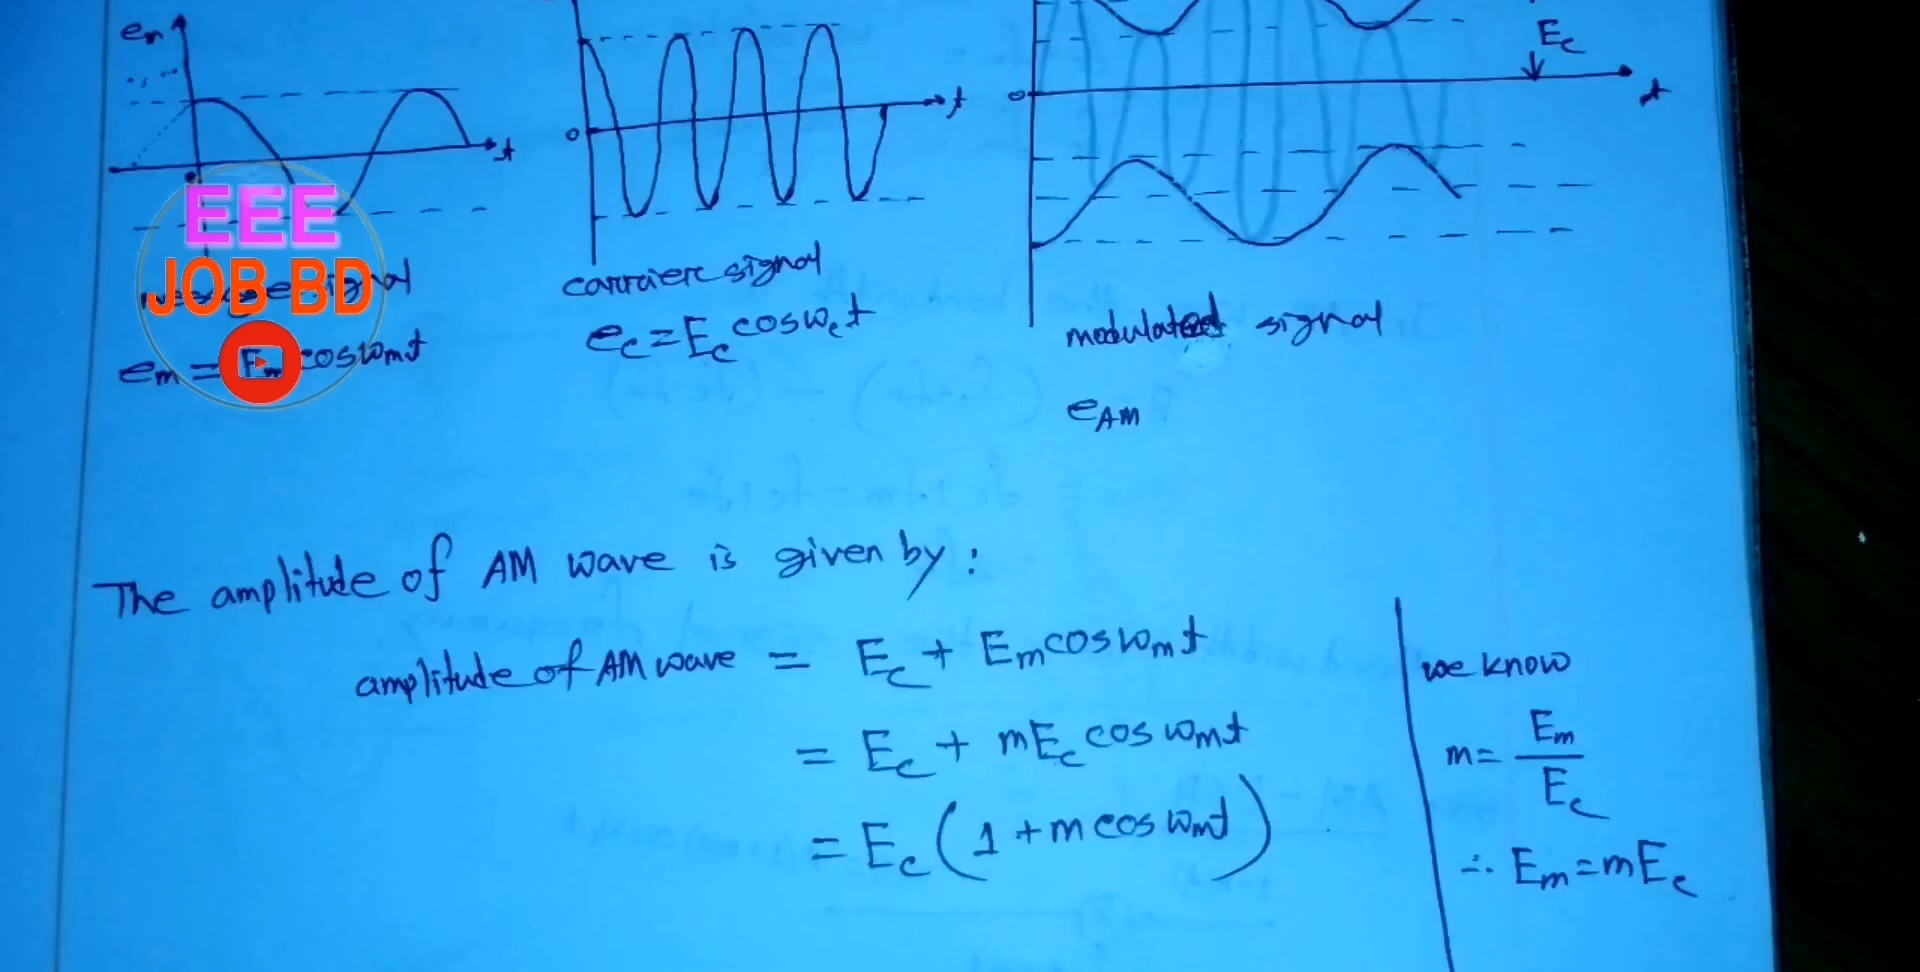 em
t
o
t
o
Ec
t
EEE
JOB BD
signal
em = Em cos ωmt
carrier signal
ec = Ec cos ωct
modulated signal
eAM
The amplitude of AM wave is given by:
amplitude of AM wave = Ec + Em cos ωmt
= Ec + mEc cos ωmt
= Ec (1 + m cos ωmt)
we know
m = Em/Ec
∴ Em = mEc